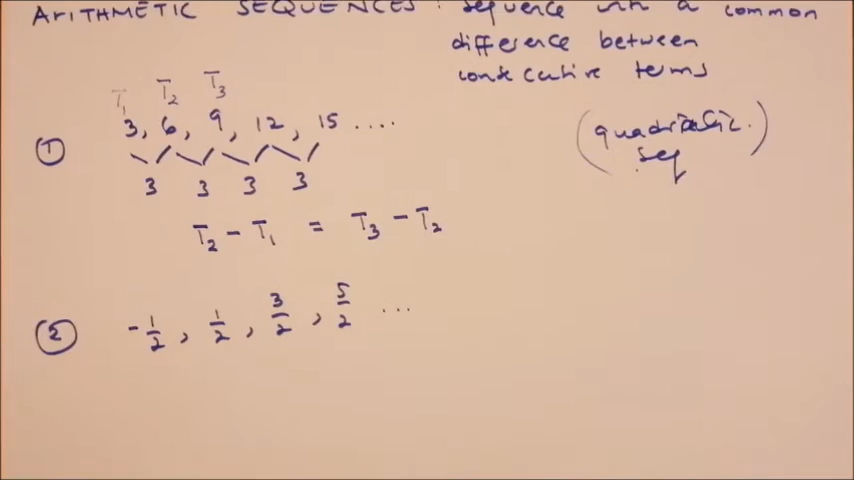 ARITHMETIC SEQUENCES : sequence with a common
difference between
consecutive terms
T1 T2 T3
① 3, 6, 9, 12, 15 ....
3 3 3 3
(quadratic.
seq)
T2 - T1 = T3 - T2
② -1/2, 1/2, 3/2, 5/2 ...